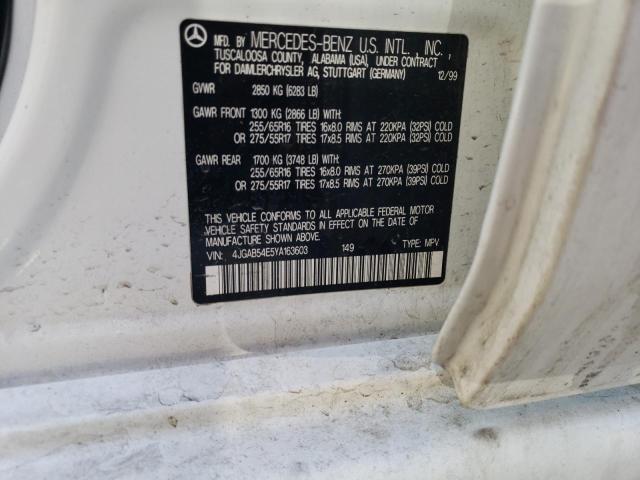 MFD. BY MERCEDES-BENZ U.S. INTL., INC.,
TUSCALOOSA COUNTY, ALABAMA (USA), UNDER CONTRACT
FOR DAIMLERCHRYSLER AG, STUTTGART (GERMANY) 12/99
GVWR 2850 KG (6283 LB)
GAWR FRONT 1300 KG (2866 LB) WITH:
255/65R16 TIRES 16x8.0 RIMS AT 220KPA (32PSI) COLD
OR 275/55R17 TIRES 17x8.5 RIMS AT 220KPA (32PSI) COLD
GAWR REAR 1700 KG (3748 LB) WITH:
255/65R16 TIRES 16x8.0 RIMS AT 270KPA (39PSI) COLD
OR 275/55R17 TIRES 17x8.5 RIMS AT 270KPA (39PSI) COLD
THIS VEHICLE CONFORMS TO ALL APPLICABLE FEDERAL MOTOR
VEHICLE SAFETY STANDARDS IN EFFECT ON THE DATE OF
MANUFACTURE SHOWN ABOVE.
VIN: 4JGAB54E5YA163603 149 TYPE: MPV